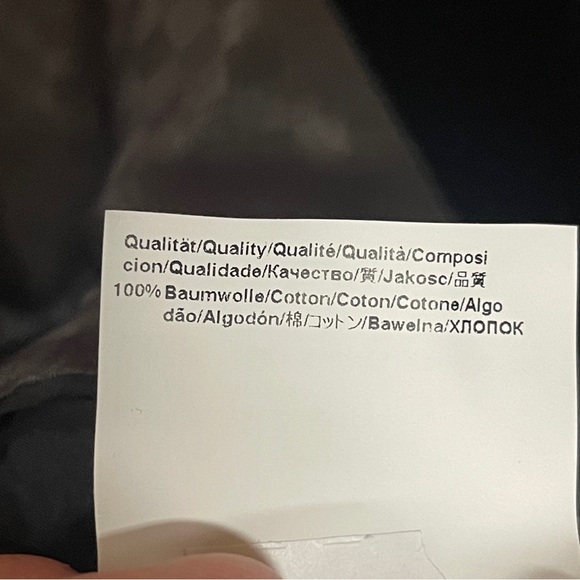 Qualität/Quality/Qualité/Qualità/Composi
cion/Qualidade/Качество/質/Jakosc/品質
100% Baumwolle/Cotton/Coton/Cotone/Algo
dão/Algodón/棉/コットン/Bawelna/ХЛОПОК